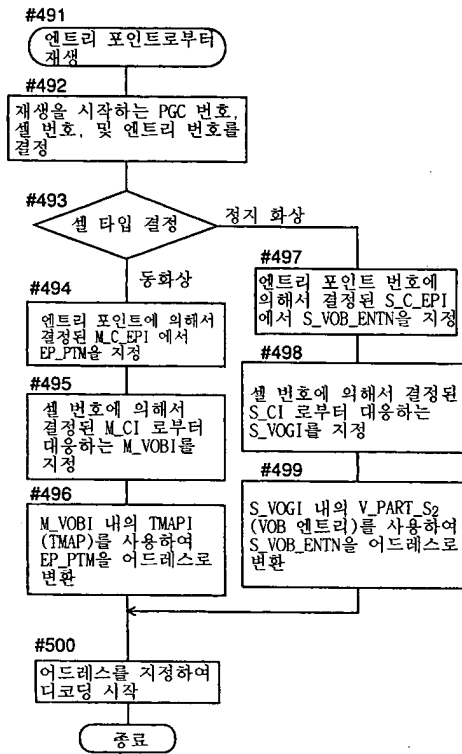 #491
엔트리 포인트로부터
재생
#492
재생을 시작하는 PGC 번호,
셀 번호, 및 엔트리 번호를
결정
#493
셀 타입 결정
정지 화상
동화상
#494
엔트리 포인트에 의해서
결정된 M_C_EPI 에서
EP_PTM을 지정
#495
셀 번호에 의해서
결정된 M_CI 로부터
대응하는 M_VOBI를
지정
#496
M_VOBI 내의 TMAPI
(TMAP)를 사용하여
EP_PTM을 어드레스로
변환
#497
엔트리 포인트 번호에
의해서 결정된 S_C_EPI
에서 S_VOB_ENTN을 지정
#498
셀 번호에 의해서 결정된
S_CI 로부터 대응하는
S_VOGI를 지정
#499
S_VOGI 내의 V_PART_S₂
(VOB 엔트리)를 사용하여
S_VOB_ENTN을 어드레스로
변환
#500
어드레스를 지정하여
디코딩 시작
종료